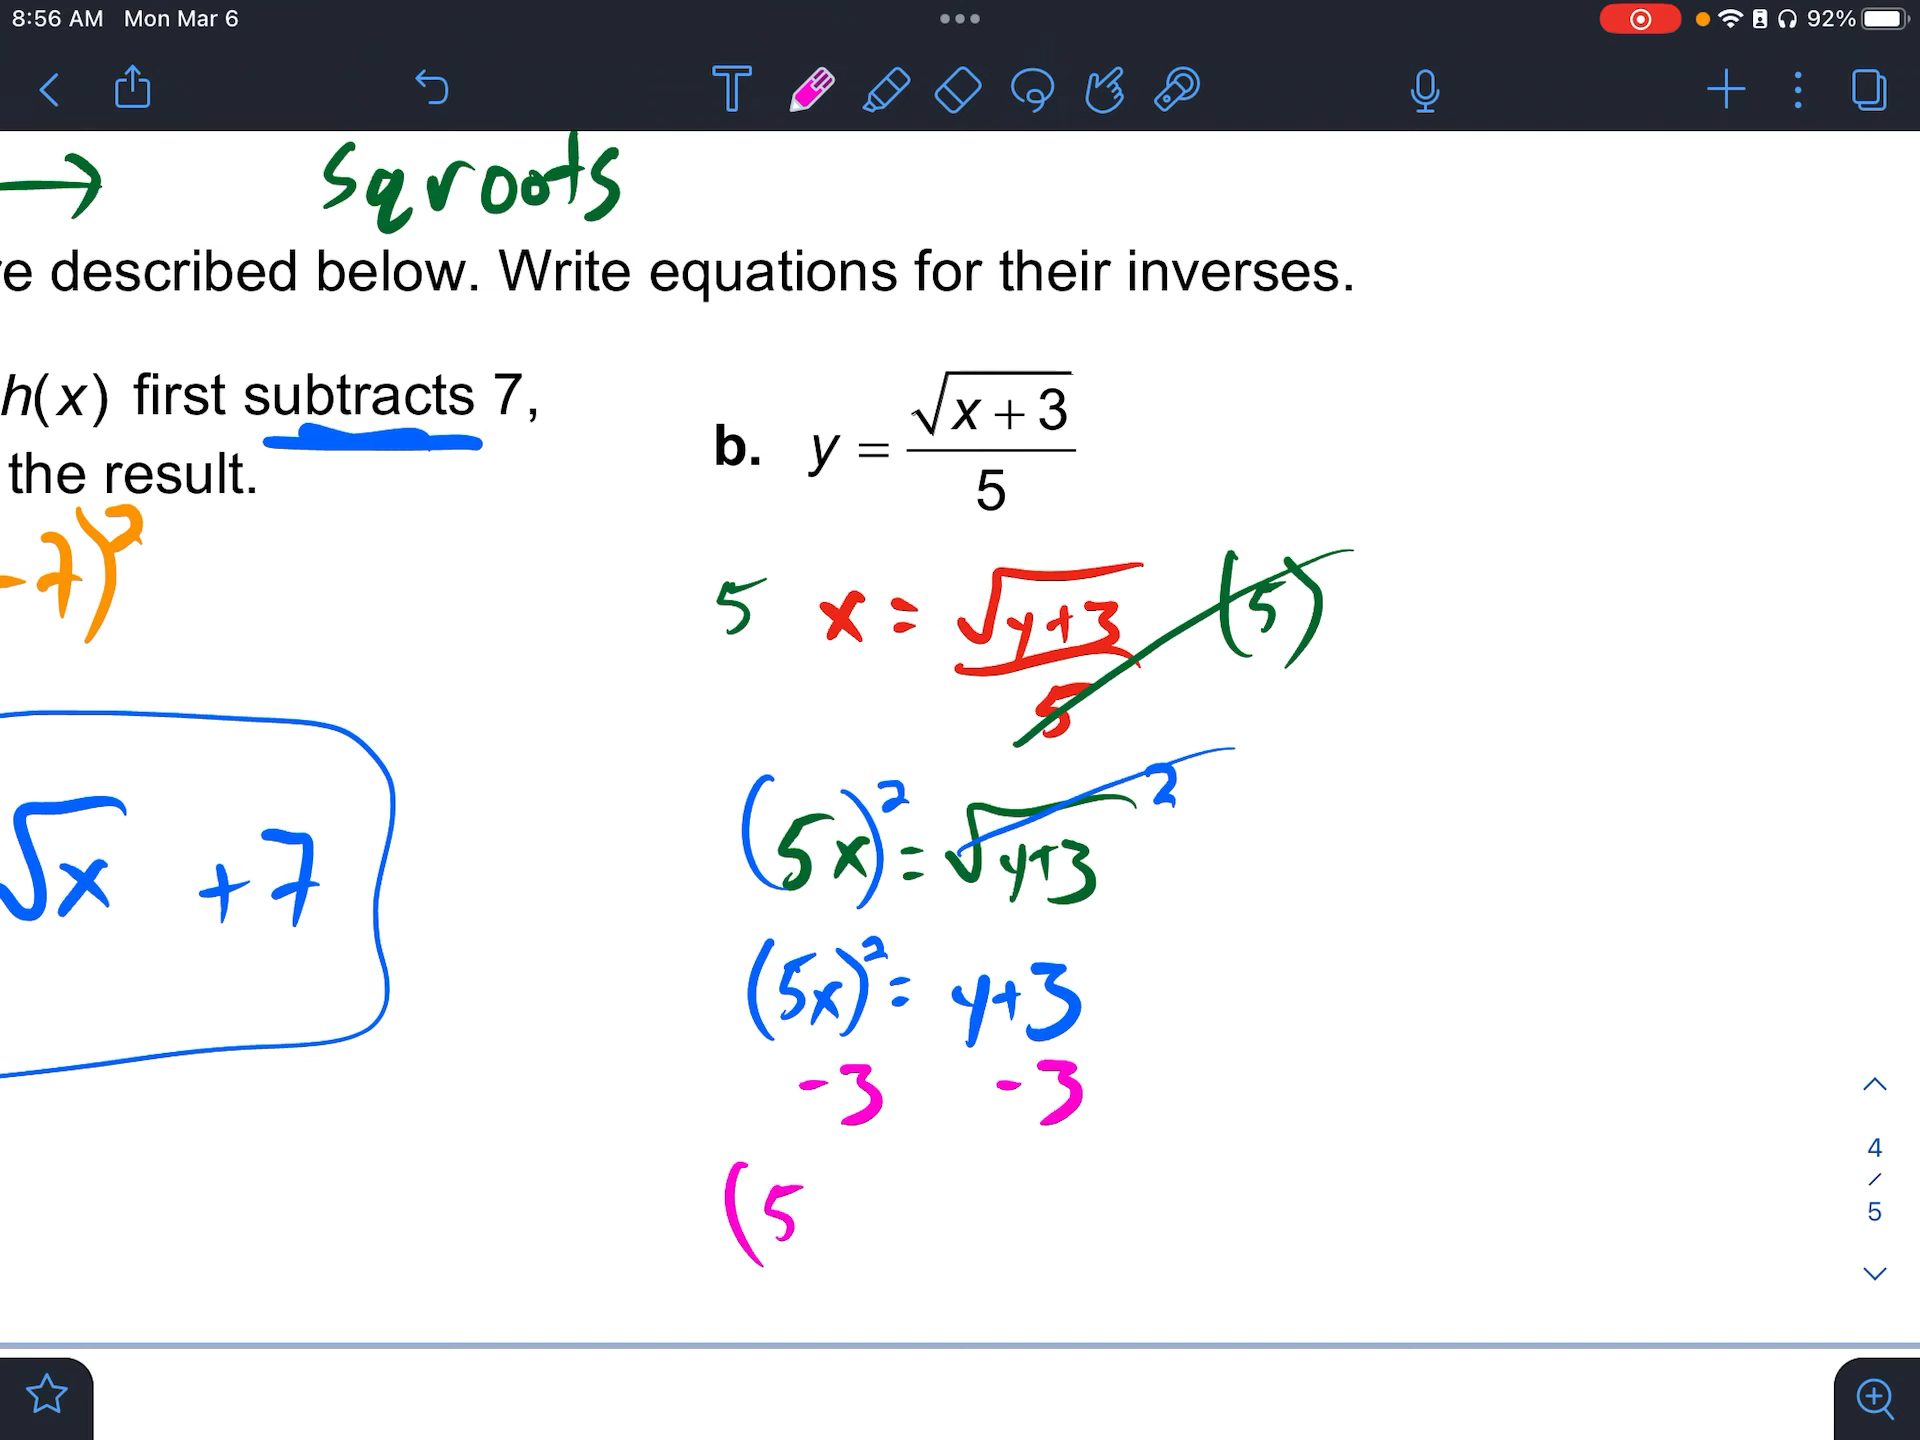 8:56 AM Mon Mar 6
92%
T
sq roots
e described below. Write equations for their inverses.
h(x) first subtracts 7,
the result.
b. y = √(x + 3) / 5
-7)²
5 x = √(y+3) / 5 (5)
√x +7
(5x)² = √(y+3) ²
(5x)² = y+3
-3 -3
(5
4
/
5